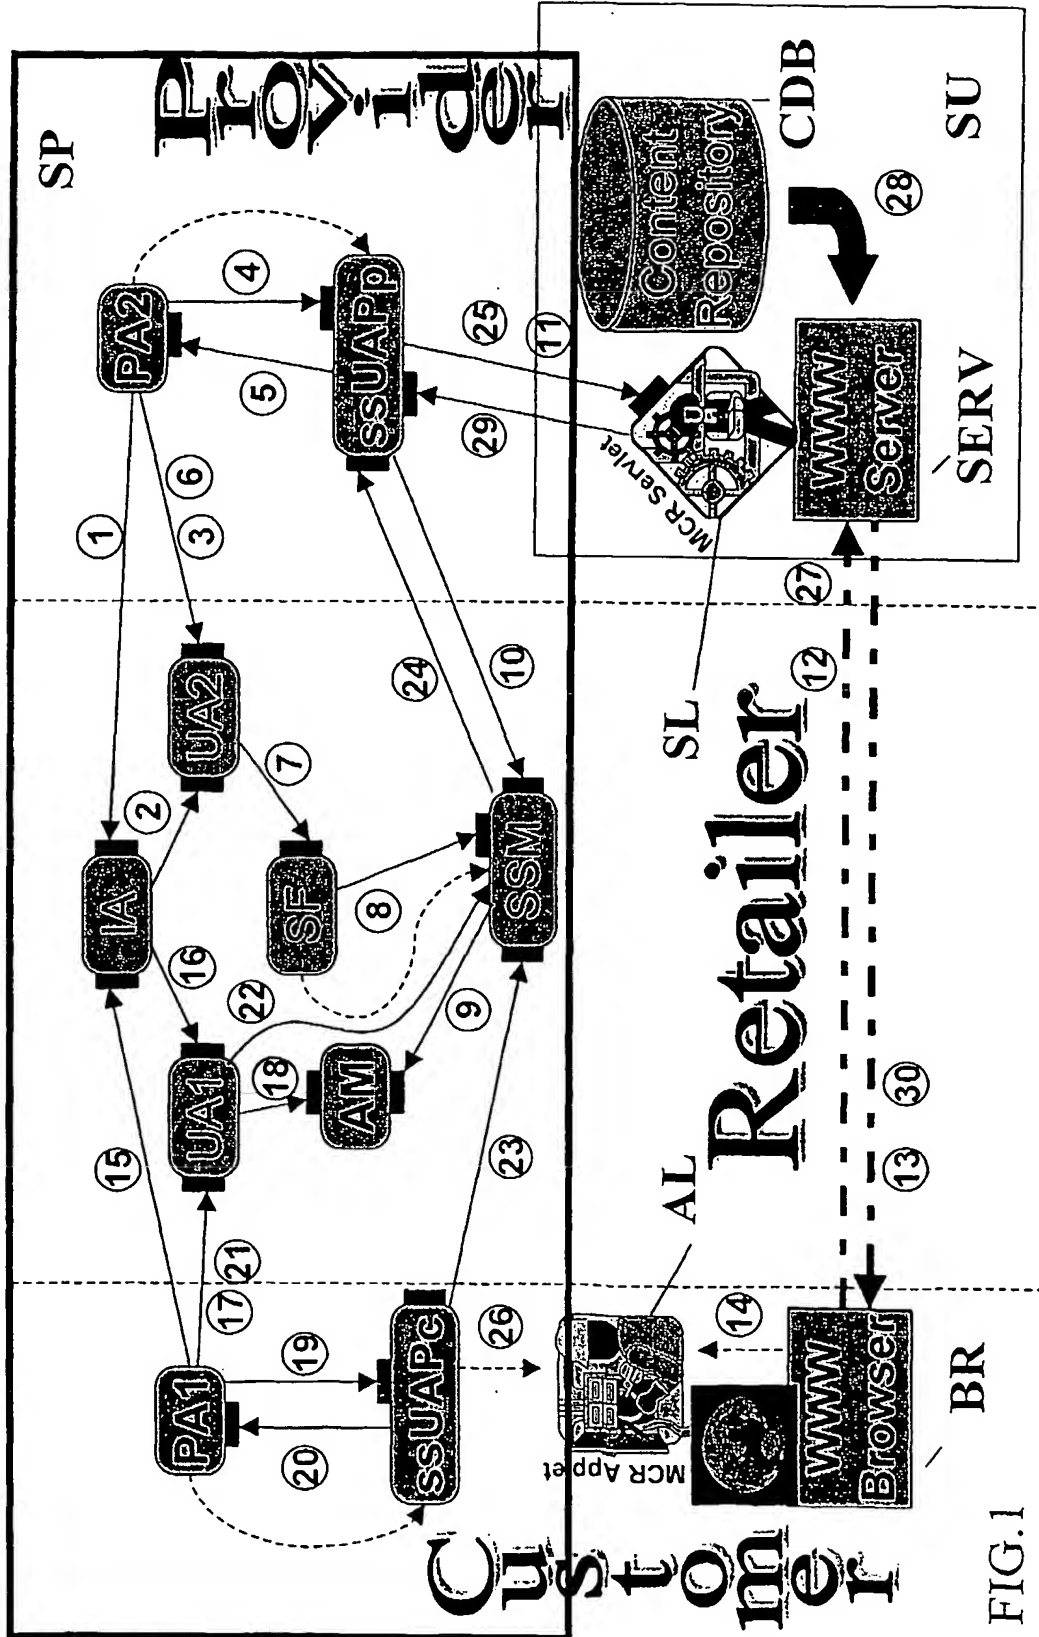 SP
Provider
PA2
4
5
ssUAPp
1
6
3
25
11
29
UA2
2
IA
7
10
24
SF
8
SSM
16
22
9
UA1
18
AM
15
23
17
21
PA1
19
20
ssUAPc
26
Customer
Retailer
Content
Repository
CDB
SU
28
MCR Servlet
WWW
Server
SERV
SL
27
12
AL
30
13
14
MCR Applet
WWW
Browser
BR
FIG.1